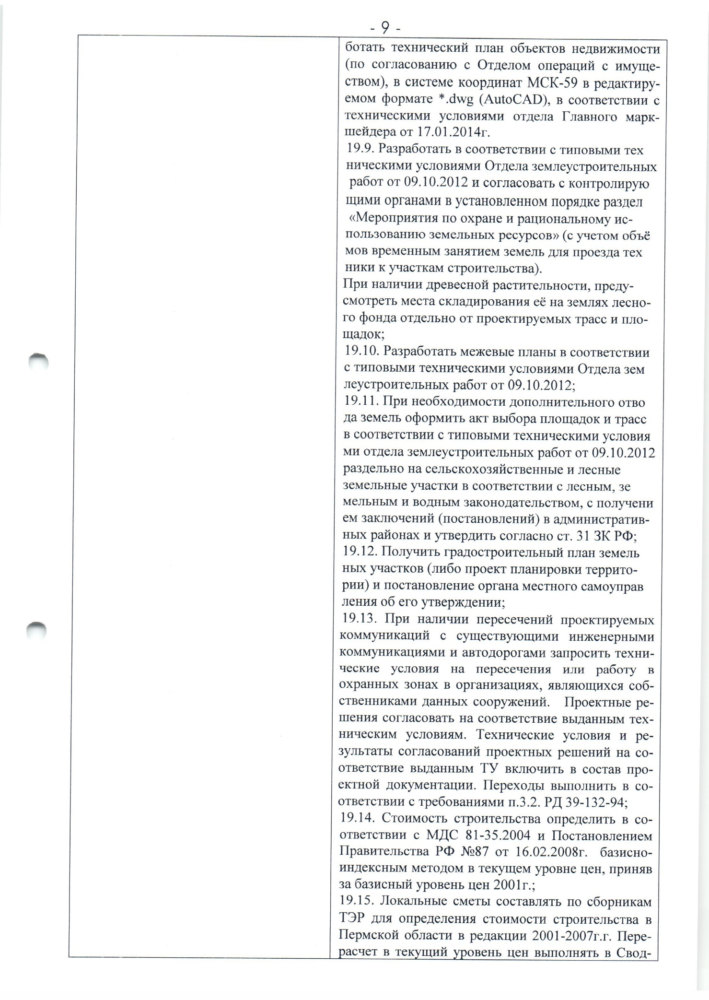 - 9 -
ботать технический план объектов недвижимости
(по согласованию с Отделом операций с имуще-
ством), в системе координат МСК-59 в редактиру-
емом формате *.dwg (AutoCAD), в соответствии с
техническими условиями отдела Главного марк-
шейдера от 17.01.2014г.
19.9. Разработать в соответствии с типовыми тех
ническими условиями Отдела землеустроительных
работ от 09.10.2012 и согласовать с контролирую
щими органами в установленном порядке раздел
«Мероприятия по охране и рациональному ис-
пользованию земельных ресурсов» (с учетом объё
мов временным занятием земель для проезда тех
ники к участкам строительства).
При наличии древесной растительности, преду-
смотреть места складирования её на землях лесно-
го фонда отдельно от проектируемых трасс и пло-
щадок;
19.10. Разработать межевые планы в соответствии
с типовыми техническими условиями Отдела зем
леустроительных работ от 09.10.2012;
19.11. При необходимости дополнительного отво
да земель оформить акт выбора площадок и трасс
в соответствии с типовыми техническими условия
ми отдела землеустроительных работ от 09.10.2012
раздельно на сельскохозяйственные и лесные
земельные участки в соответствии с лесным, зе
мельным и водным законодательством, с получени
ем заключений (постановлений) в административ-
ных районах и утвердить согласно ст. 31 ЗК РФ;
19.12. Получить градостроительный план земель
ных участков (либо проект планировки террито-
рии) и постановление органа местного самоуправ
ления об его утверждении;
19.13. При наличии пересечений проектируемых
коммуникаций с существующими инженерными
коммуникациями и автодорогами запросить техни-
ческие условия на пересечения или работу в
охранных зонах в организациях, являющихся соб-
ственниками данных сооружений. Проектные ре-
шения согласовать на соответствие выданным тех-
ническим условиям. Технические условия и ре-
зультаты согласований проектных решений на со-
ответствие выданным ТУ включить в состав про-
ектной документации. Переходы выполнить в со-
ответствии с требованиями п.3.2. РД 39-132-94;
19.14. Стоимость строительства определить в со-
ответствии с МДС 81-35.2004 и Постановлением
Правительства РФ №87 от 16.02.2008г. базисно-
индексным методом в текущем уровне цен, приняв
за базисный уровень цен 2001г.;
19.15. Локальные сметы составлять по сборникам
ТЭР для определения стоимости строительства в
Пермской области в редакции 2001-2007г.г. Пере-
расчет в текущий уровень цен выполнять в Свод-